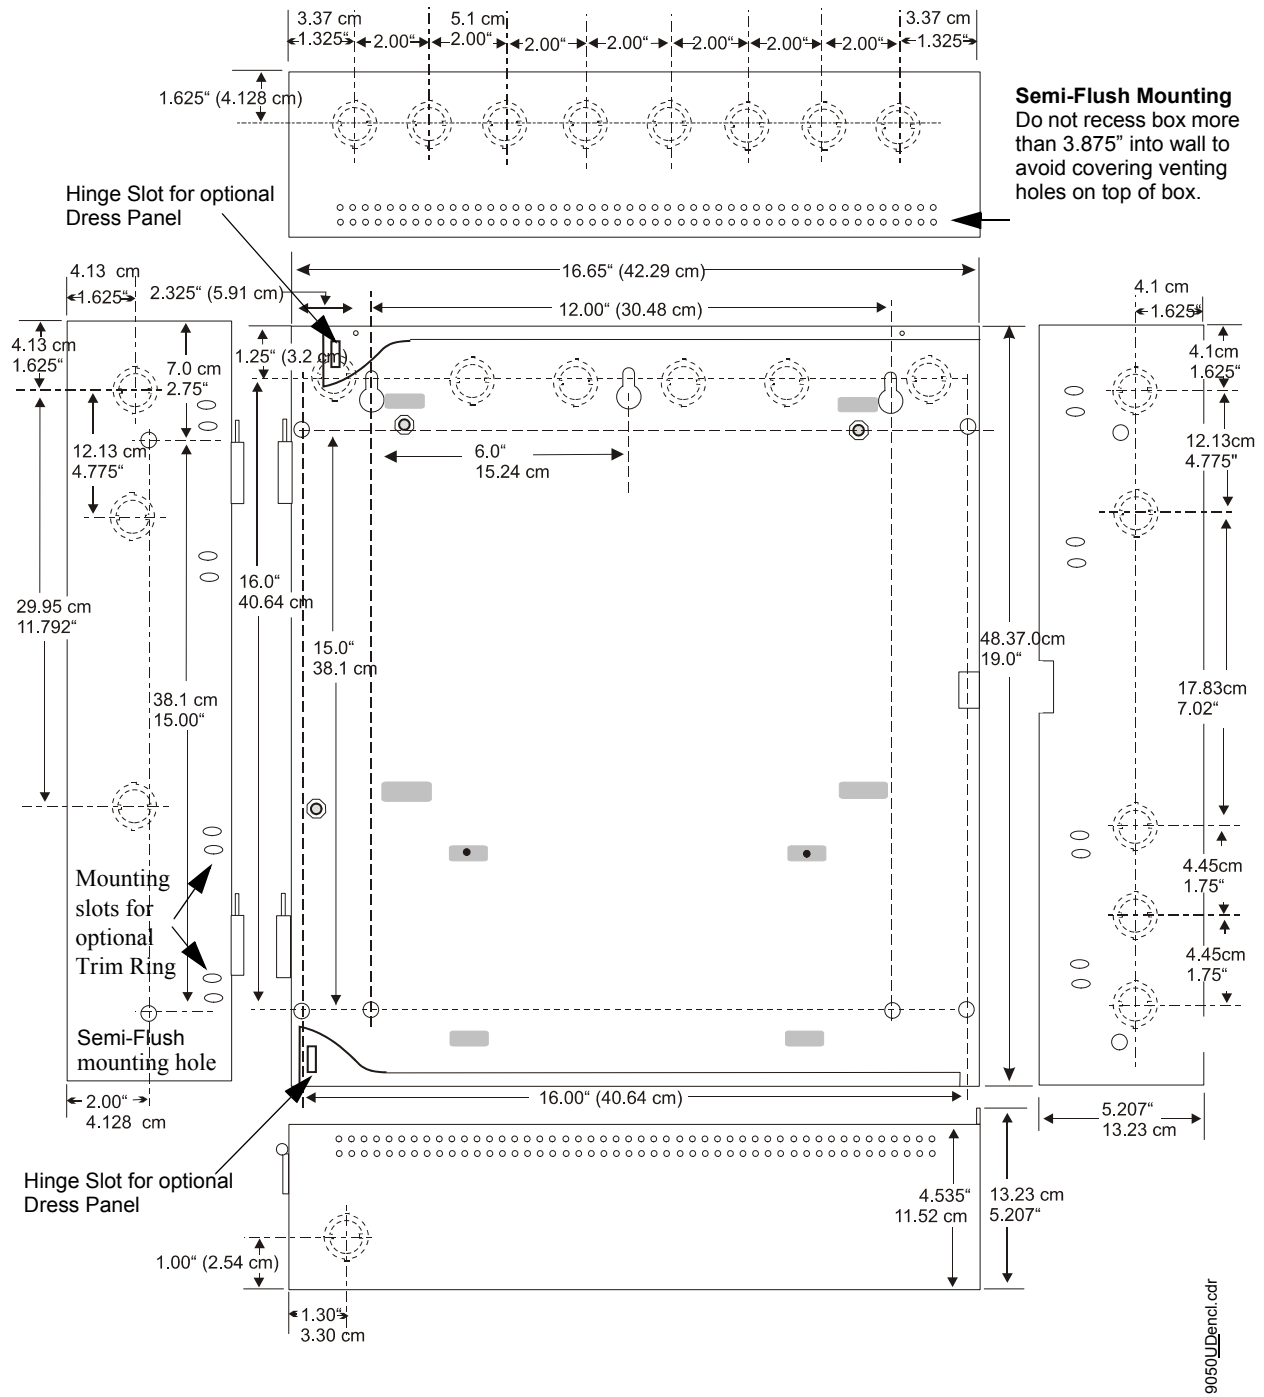 3.37 cm
1.325“
2.00“
5.1 cm
2.00“
2.00“
2.00“
2.00“
2.00“
2.00“
3.37 cm
1.325“
1.625“ (4.128 cm)
Semi-Flush Mounting
Do not recess box more
than 3.875” into wall to
avoid covering venting
holes on top of box.
Hinge Slot for optional
Dress Panel
16.65“ (42.29 cm)
2.325“ (5.91 cm)
12.00“ (30.48 cm)
4.13 cm
1.625“
4.1 cm
1.625“
4.13 cm
1.625“
7.0 cm
2.75“
1.25“ (3.2 cm)
4.1cm
1.625“
12.13 cm
4.775“
6.0“
15.24 cm
12.13cm
4.775"
29.95 cm
11.792“
16.0“
40.64 cm
15.0“
38.1 cm
48.37.0cm
19.0“
38.1 cm
15.00“
17.83cm
7.02“
4.45cm
1.75“
4.45cm
1.75“
Mounting
slots for
optional
Trim Ring
Semi-Flush
mounting hole
2.00“
4.128 cm
16.00“ (40.64 cm)
5.207“
13.23 cm
Hinge Slot for optional
Dress Panel
4.535“
11.52 cm
13.23 cm
5.207“
1.00“ (2.54 cm)
1.30“
3.30 cm
9050UDencl.cdr